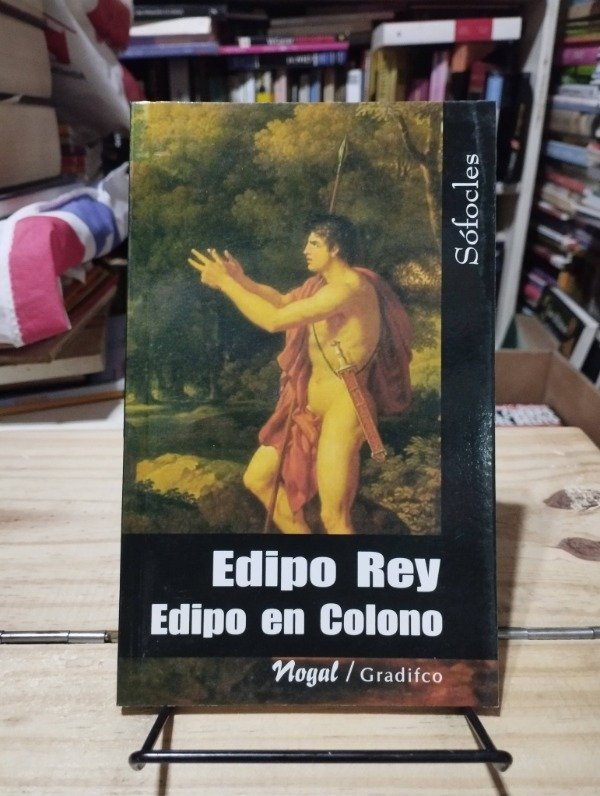 Sófocles
Edipo Rey
Edipo en Colono
Nogal / Gradifco